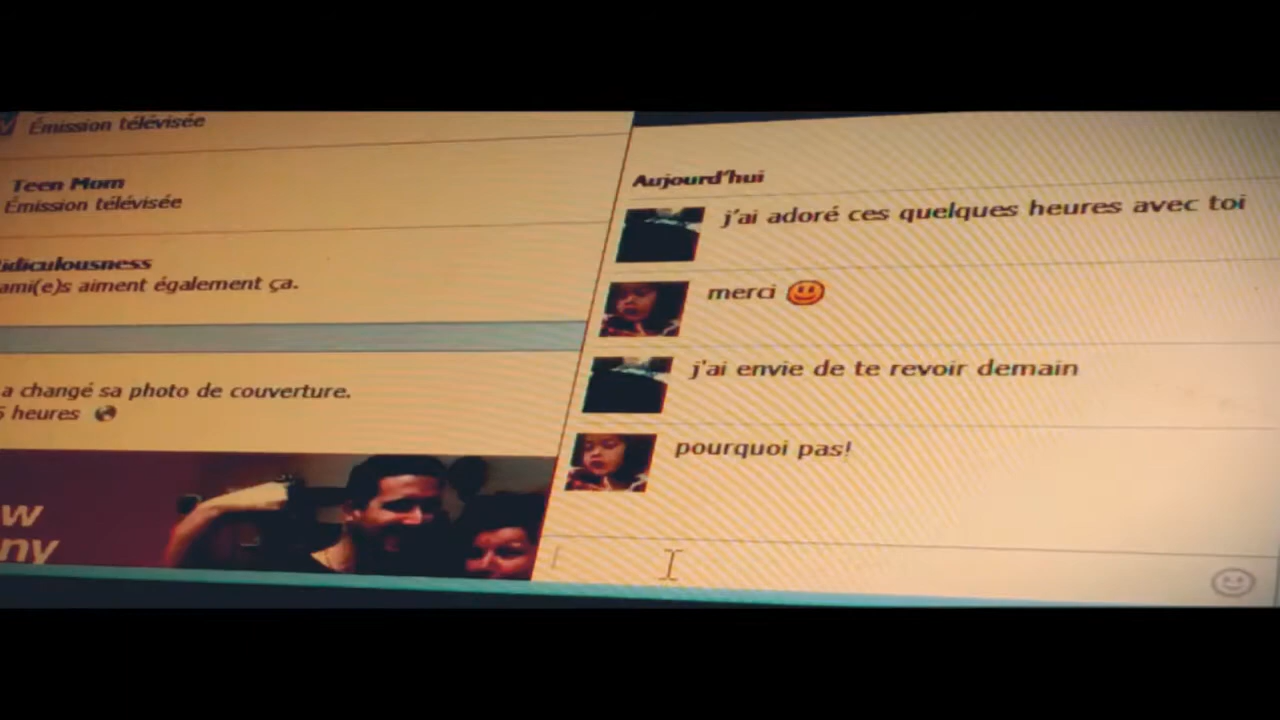 Émission télévisée
Teen Mom
Émission télévisée
idiculousness
ami(e)s aiment également ça.
a changé sa photo de couverture.
heures
w
ny
Aujourd'hui
j'ai adoré ces quelques heures avec toi
merci
j'ai envie de te revoir demain
pourquoi pas!